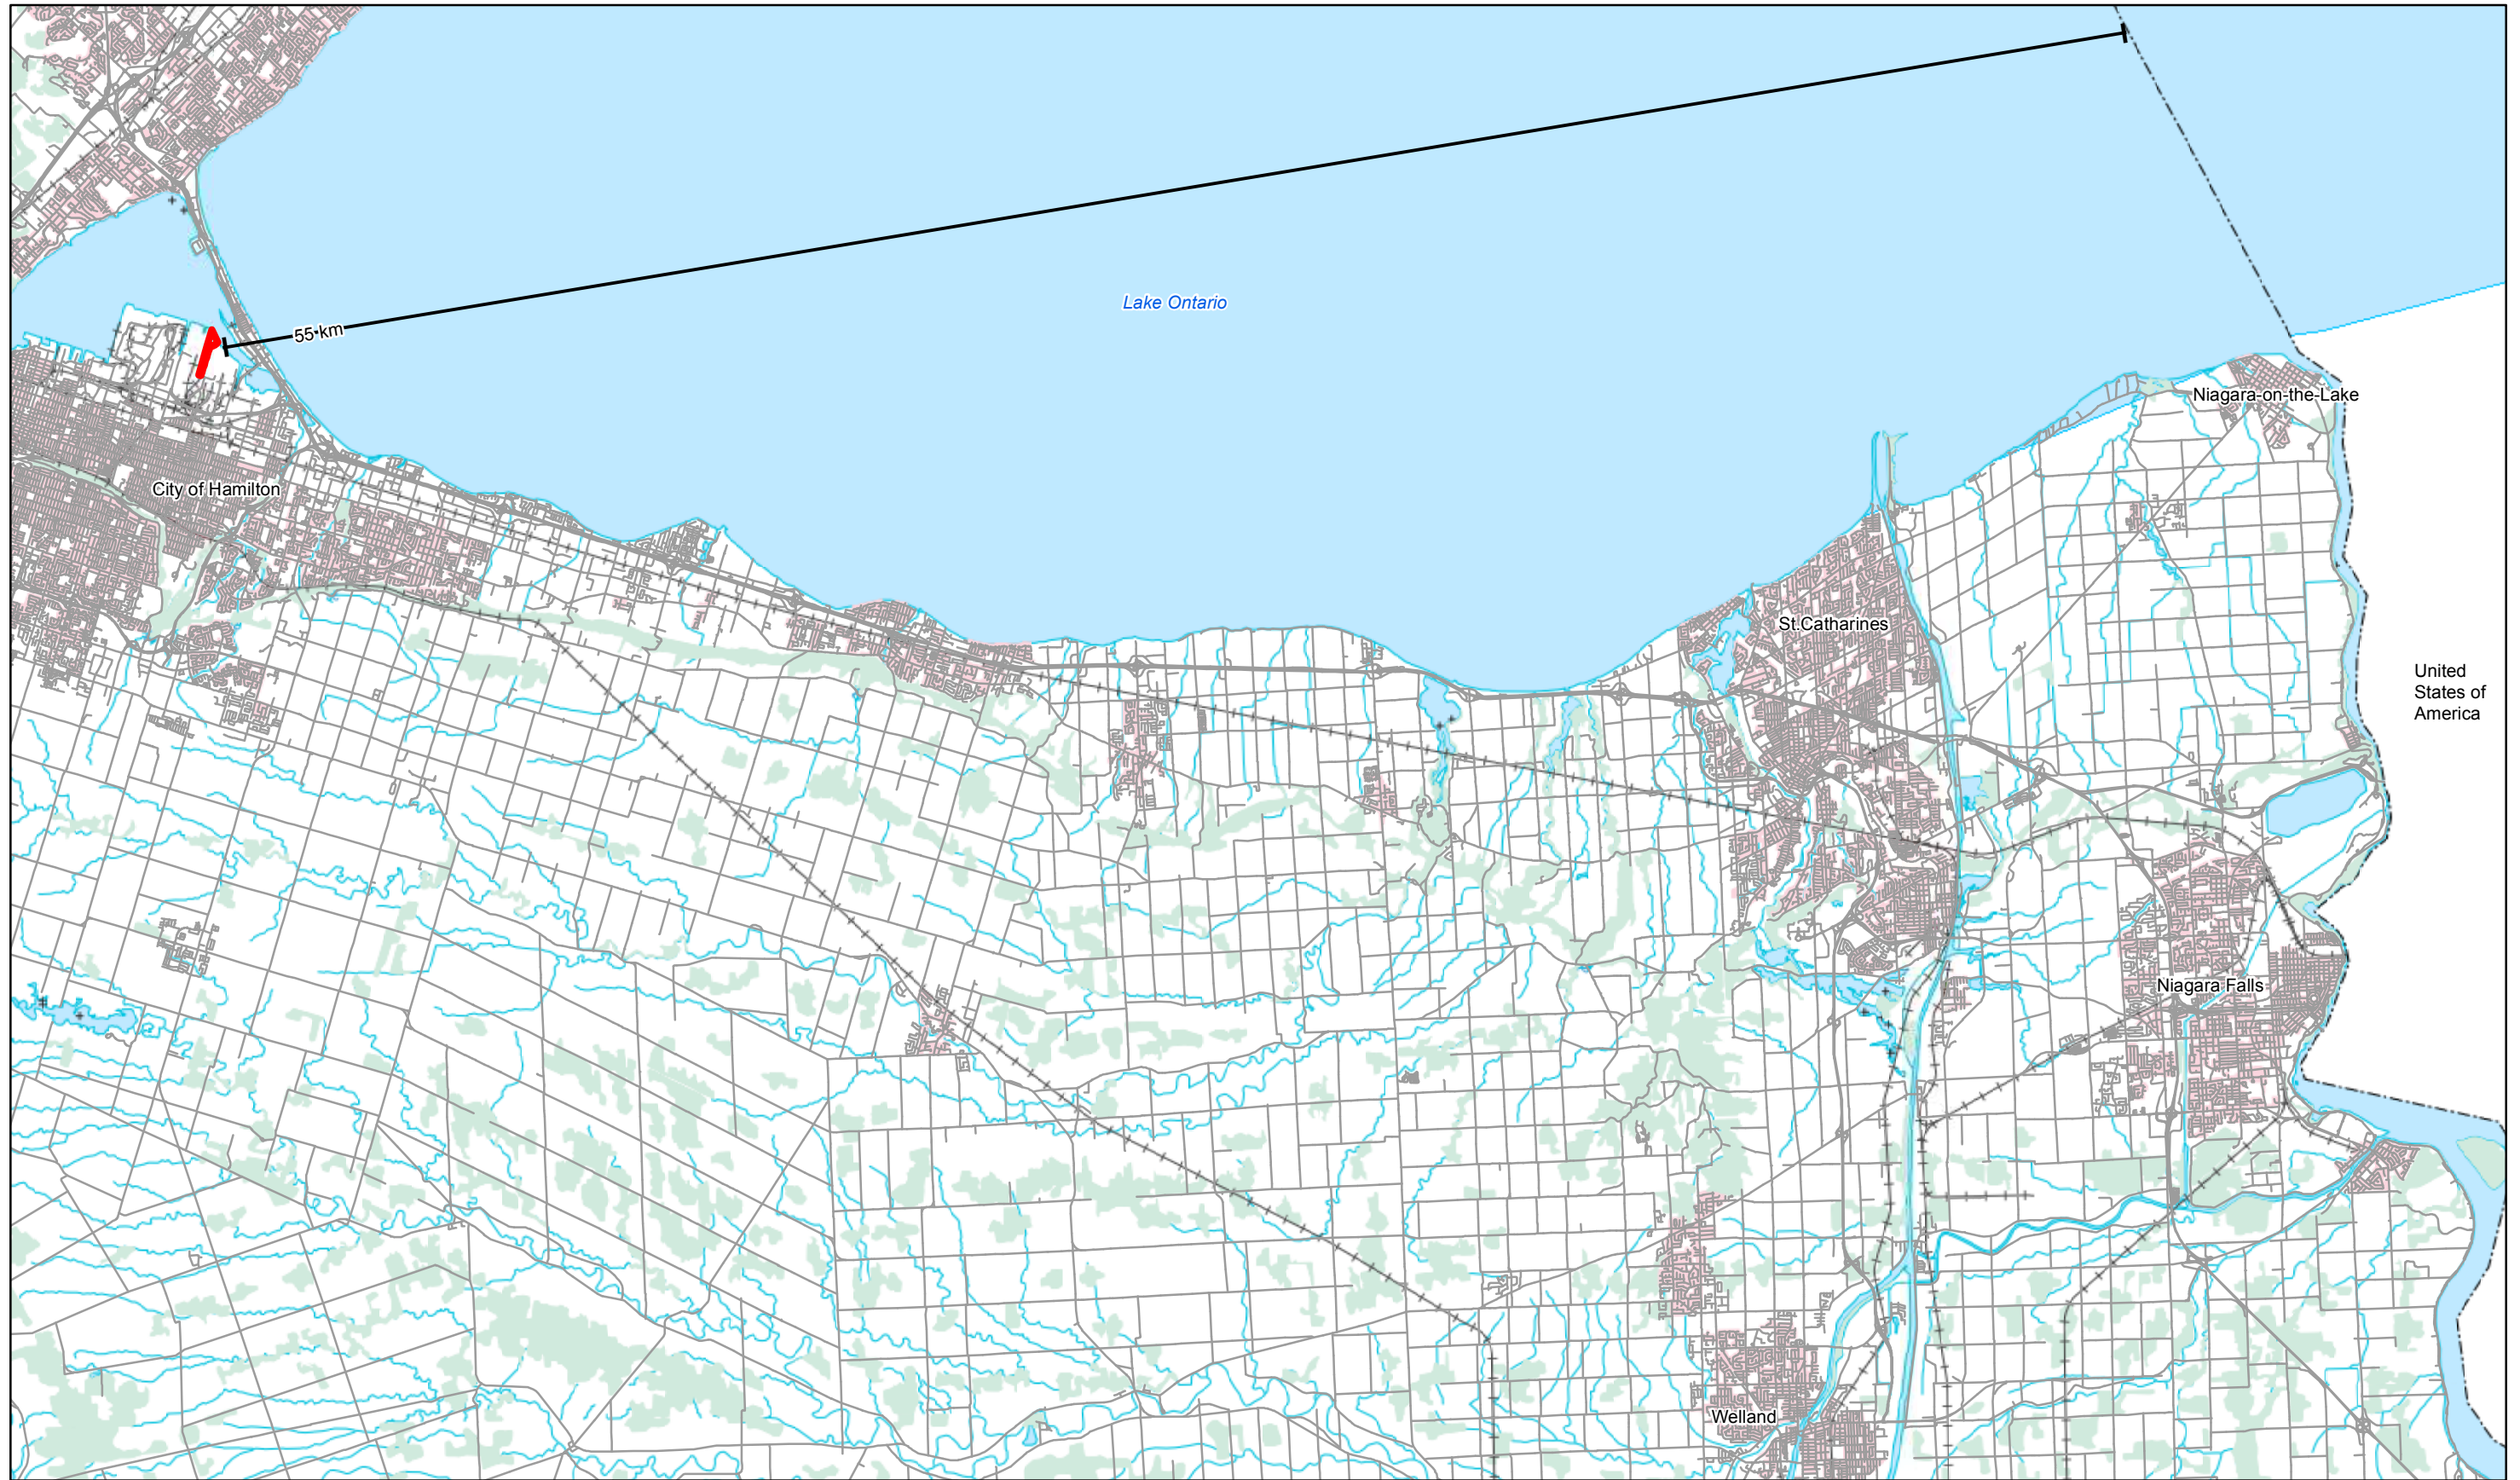 Lake Ontario
55 km
Niagara-on-the-Lake
City of Hamilton
St.Catharines
United
States of
America
Niagara Falls
Welland